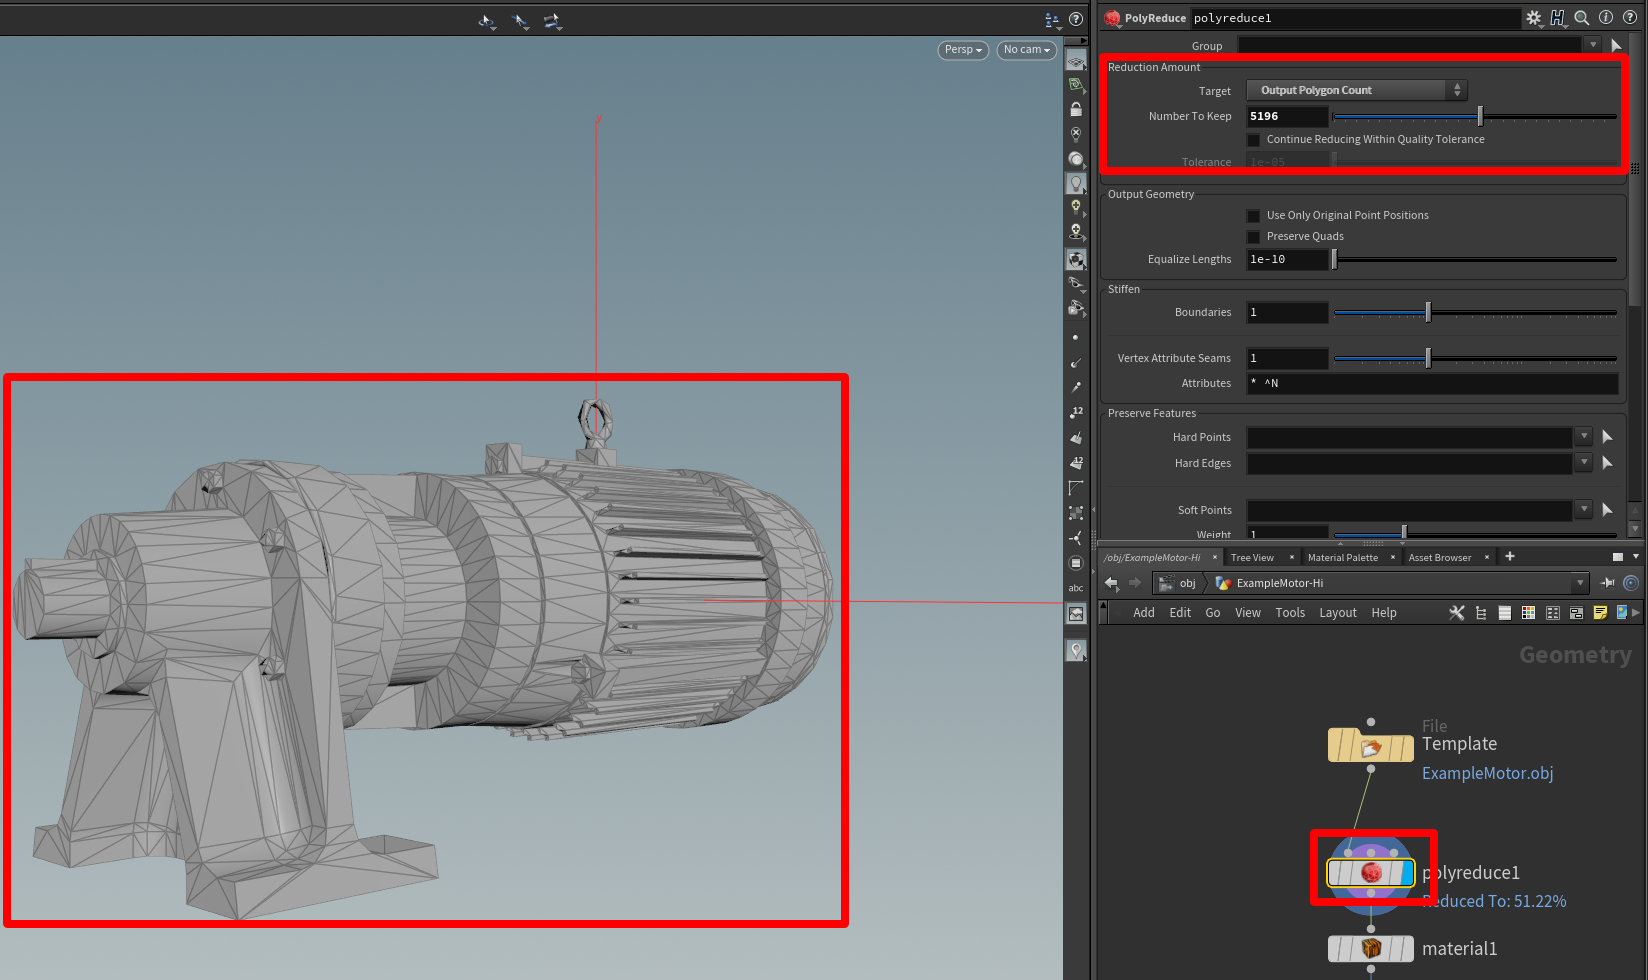 PolyReduce polyreduce1
Persp No cam
Group
Reduction Amount
Target Output Polygon Count
Number To Keep 5196
Continue Reducing Within Quality Tolerance
Tolerance 1e-05
Output Geometry
Use Only Original Point Positions
Preserve Quads
Equalize Lengths 1e-10
Stiffen
Boundaries 1
Vertex Attribute Seams 1
Attributes * ^N
Preserve Features
Hard Points
Hard Edges
Soft Points
Weight 1
y
12
12
abc
/obj/ExampleMotor-Hi × Tree View × Material Palette × Asset Browser × +
obj ExampleMotor-Hi
Add Edit Go View Tools Layout Help
Geometry
File
Template
ExampleMotor.obj
polyreduce1
Reduced To: 51.22%
material1